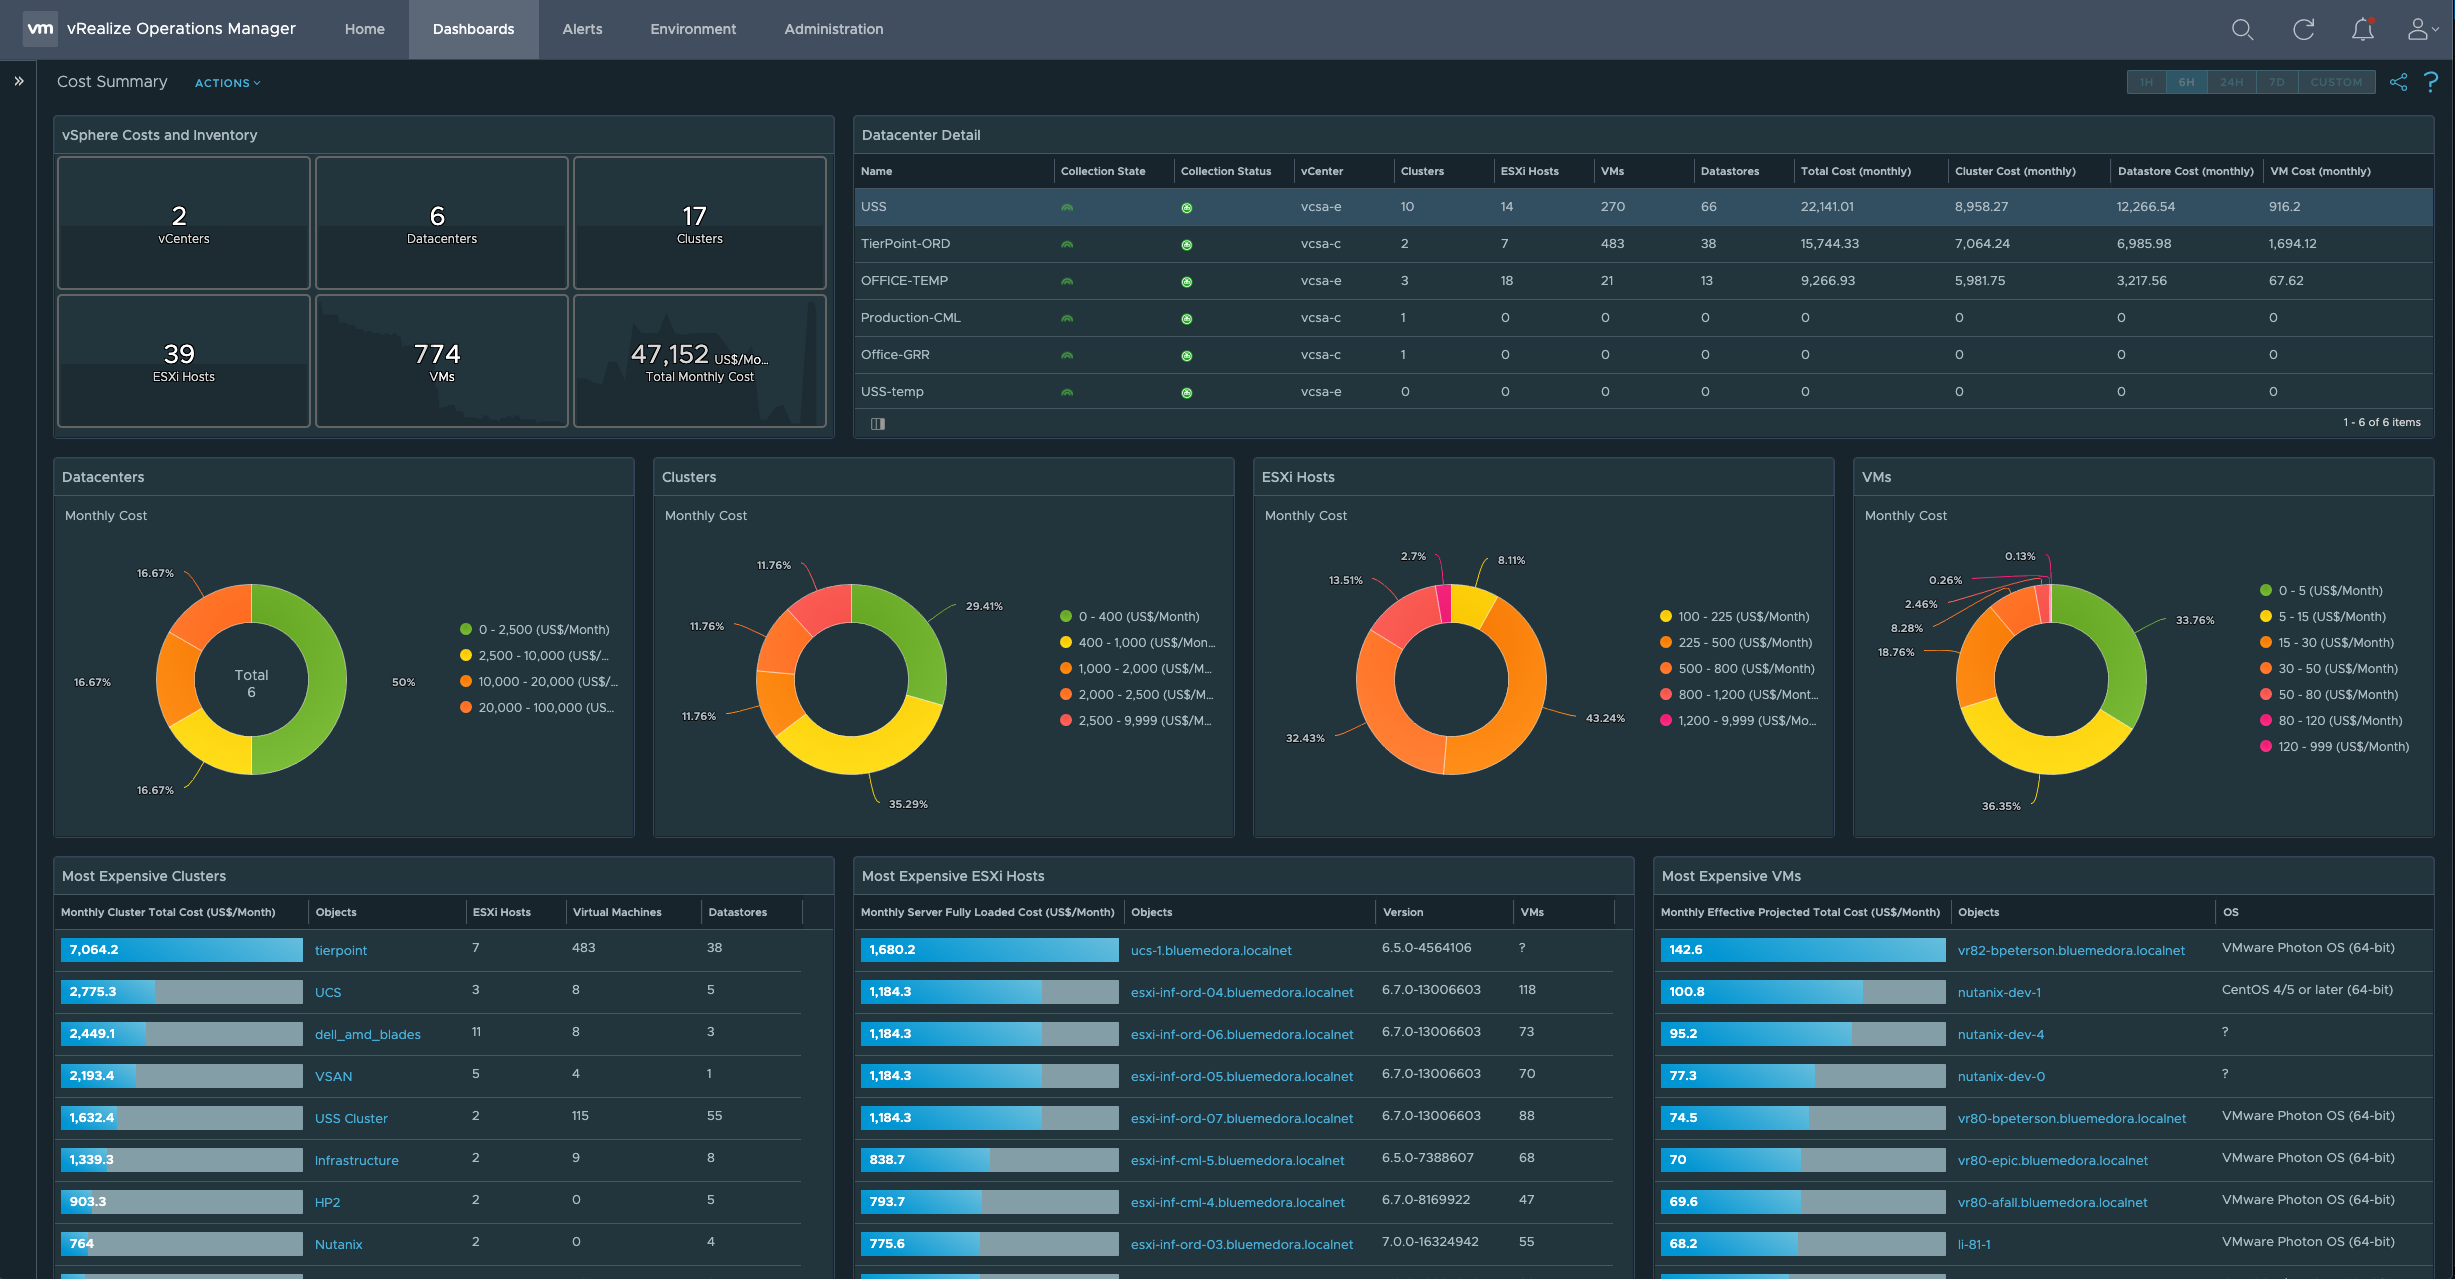 vm vRealize Operations Manager Home Dashboards Alerts Environment Administration
Cost Summary ACTIONS 1H 6H 24H 7D CUSTOM ?
vSphere Costs and Inventory
2
vCenters
6
Datacenters
17
Clusters
39
ESXi Hosts
774
VMs
47,152 US$/Mo...
Total Monthly Cost
Datacenter Detail
Name Collection State Collection Status vCenter Clusters ESXi Hosts VMs Datastores Total Cost (monthly) Cluster Cost (monthly) Datastore Cost (monthly) VM Cost (monthly)
USS vcsa-e 10 14 270 66 22,141.01 8,958.27 12,266.54 916.2
TierPoint-ORD vcsa-c 2 7 483 38 15,744.33 7,064.24 6,985.98 1,694.12
OFFICE-TEMP vcsa-e 3 18 21 13 9,266.93 5,981.75 3,217.56 67.62
Production-CML vcsa-c 1 0 0 0 0 0 0 0
Office-GRR vcsa-c 1 0 0 0 0 0 0 0
USS-temp vcsa-e 0 0 0 0 0 0 0 0
1 - 6 of 6 items
Datacenters
Monthly Cost
16.67%
16.67%
16.67%
50%
Total
6
0 - 2,500 (US$/Month)
2,500 - 10,000 (US$/...
10,000 - 20,000 (US$/...
20,000 - 100,000 (US...
Clusters
Monthly Cost
11.76%
11.76%
11.76%
29.41%
35.29%
0 - 400 (US$/Month)
400 - 1,000 (US$/Mon...
1,000 - 2,000 (US$/M...
2,000 - 2,500 (US$/M...
2,500 - 9,999 (US$/M...
ESXi Hosts
Monthly Cost
2.7%
8.11%
13.51%
32.43%
43.24%
100 - 225 (US$/Month)
225 - 500 (US$/Month)
500 - 800 (US$/Month)
800 - 1,200 (US$/Mont...
1,200 - 9,999 (US$/Mo...
VMs
Monthly Cost
0.13%
0.26%
2.46%
8.28%
18.76%
33.76%
36.35%
0 - 5 (US$/Month)
5 - 15 (US$/Month)
15 - 30 (US$/Month)
30 - 50 (US$/Month)
50 - 80 (US$/Month)
80 - 120 (US$/Month)
120 - 999 (US$/Month)
Most Expensive Clusters
Monthly Cluster Total Cost (US$/Month) Objects ESXi Hosts Virtual Machines Datastores
7,064.2 tierpoint 7 483 38
2,775.3 UCS 3 8 5
2,449.1 dell_amd_blades 11 8 3
2,193.4 VSAN 5 4 1
1,632.4 USS Cluster 2 115 55
1,339.3 Infrastructure 2 9 8
903.3 HP2 2 0 5
764 Nutanix 2 0 4
Most Expensive ESXi Hosts
Monthly Server Fully Loaded Cost (US$/Month) Objects Version VMs
1,680.2 ucs-1.bluemedora.localnet 6.5.0-4564106 ?
1,184.3 esxi-inf-ord-04.bluemedora.localnet 6.7.0-13006603 118
1,184.3 esxi-inf-ord-06.bluemedora.localnet 6.7.0-13006603 73
1,184.3 esxi-inf-ord-05.bluemedora.localnet 6.7.0-13006603 70
1,184.3 esxi-inf-ord-07.bluemedora.localnet 6.7.0-13006603 88
838.7 esxi-inf-cml-5.bluemedora.localnet 6.5.0-7388607 68
793.7 esxi-inf-cml-4.bluemedora.localnet 6.7.0-8169922 47
775.6 esxi-inf-ord-03.bluemedora.localnet 7.0.0-16324942 55
Most Expensive VMs
Monthly Effective Projected Total Cost (US$/Month) Objects OS
142.6 vr82-bpeterson.bluemedora.localnet VMware Photon OS (64-bit)
100.8 nutanix-dev-1 CentOS 4/5 or later (64-bit)
95.2 nutanix-dev-4 ?
77.3 nutanix-dev-0 ?
74.5 vr80-bpeterson.bluemedora.localnet VMware Photon OS (64-bit)
70 vr80-epic.bluemedora.localnet VMware Photon OS (64-bit)
69.6 vr80-afall.bluemedora.localnet VMware Photon OS (64-bit)
68.2 li-81-1 VMware Photon OS (64-bit)